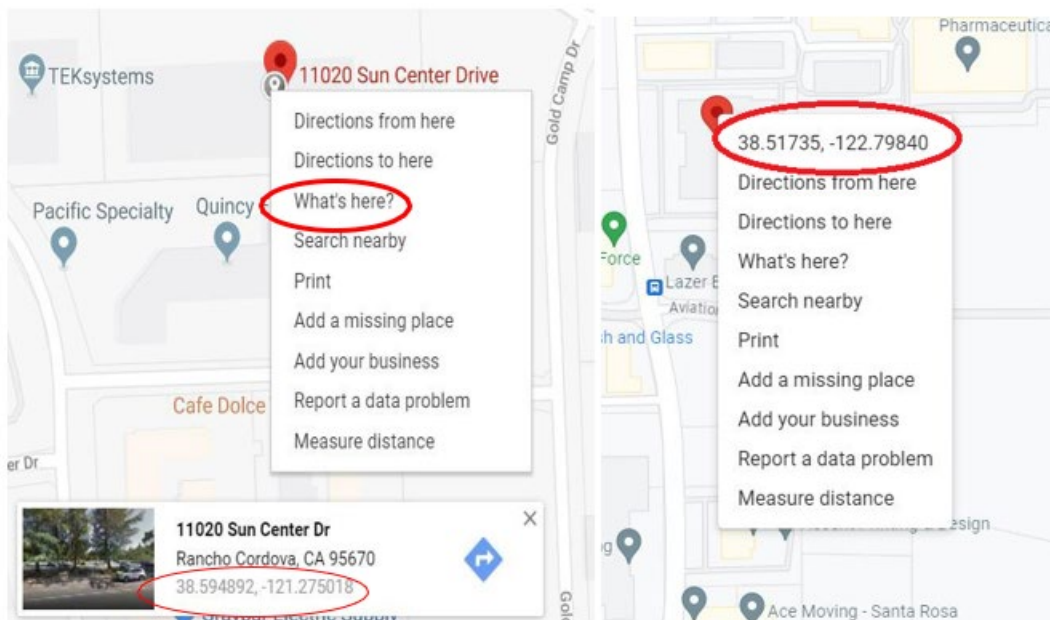 TEKsystems
11020 Sun Center Drive
Gold Camp Dr
Directions from here
Directions to here
What's here?
Search nearby
Print
Add a missing place
Add your business
Report a data problem
Measure distance
Pacific Specialty
Quincy
Cafe Dolce
er Dr
11020 Sun Center Dr
Rancho Cordova, CA 95670
38.594892, -121.275018
Electric Supply
Gol
Pharmaceutica
38.51735, -122.79840
Directions from here
Directions to here
What's here?
Search nearby
Print
Add a missing place
Add your business
Report a data problem
Measure distance
Force
Lazer
Aviatio
sh and Glass
esign
Ace Moving - Santa Rosa